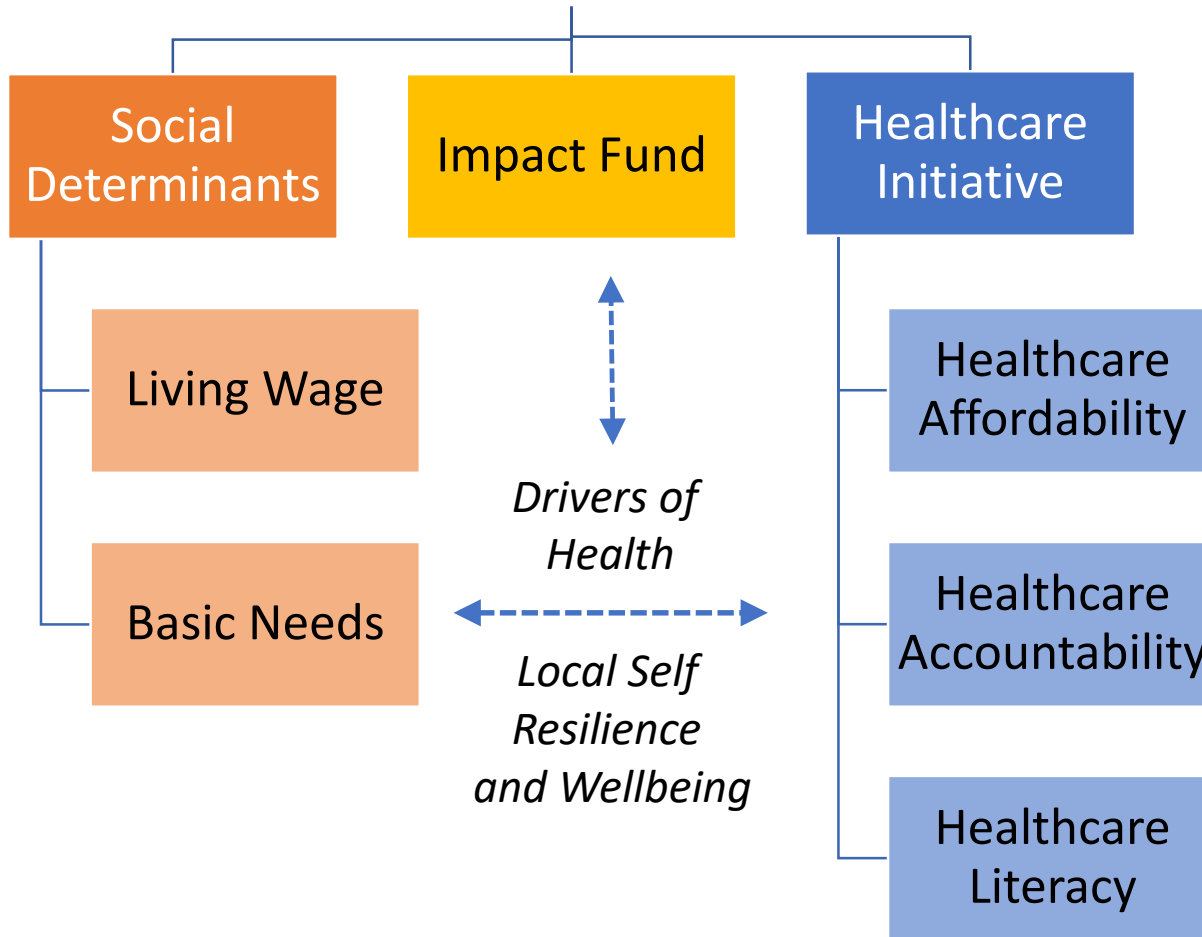 Social
Determinants
Impact Fund
Healthcare
Initiative
Living Wage
Basic Needs
Drivers of
Health
Local Self
Resilience
and Wellbeing
Healthcare
Affordability
Healthcare
Accountability
Healthcare
Literacy